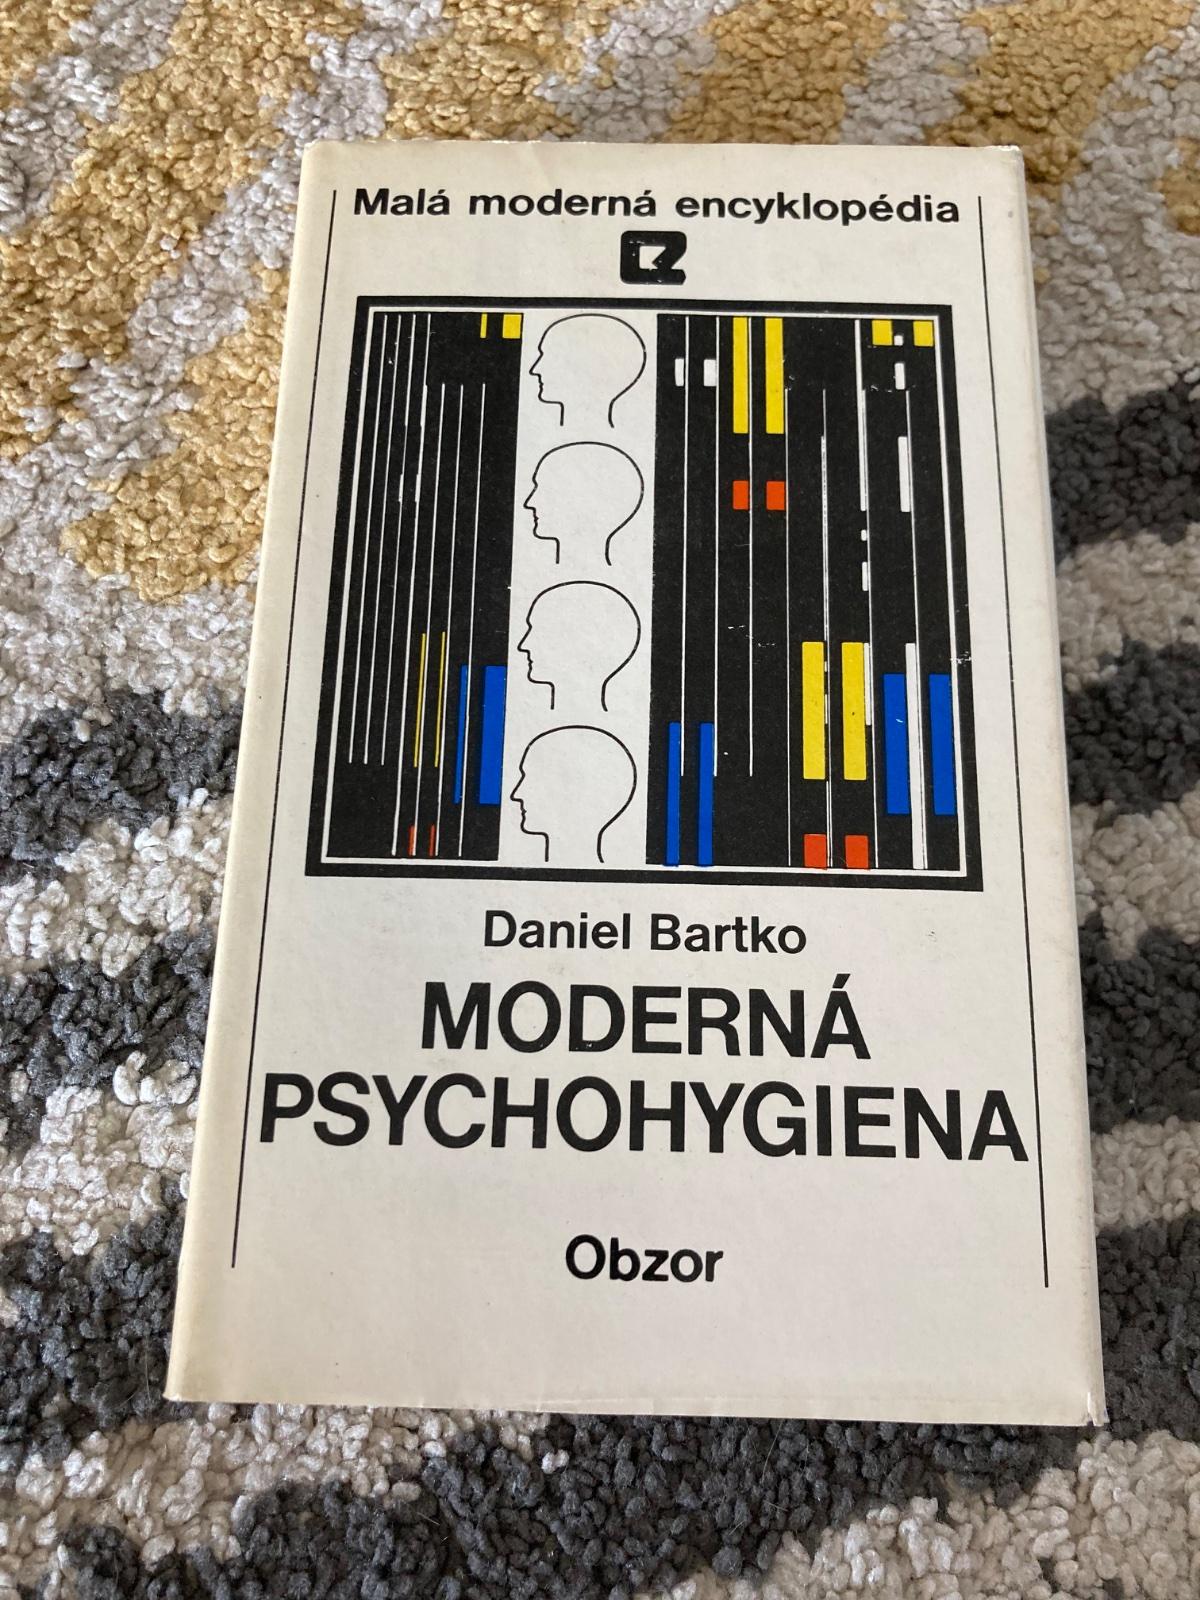 Malá moderná encyklopédia
Daniel Bartko
MODERNÁ
PSYCHOHYGIENA
Obzor